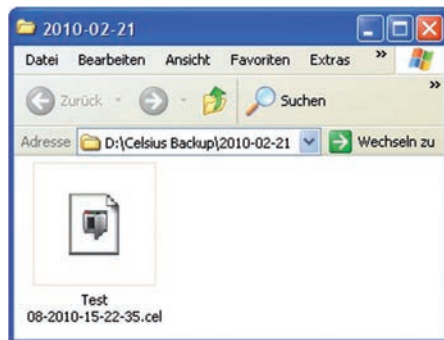 2010-02-21
Datei Bearbeiten Ansicht Favoriten Extras »
Zurück Suchen »
Adresse D:\Celsius Backup\2010-02-21 Wechseln zu
Test
08-2010-15-22-35.cel